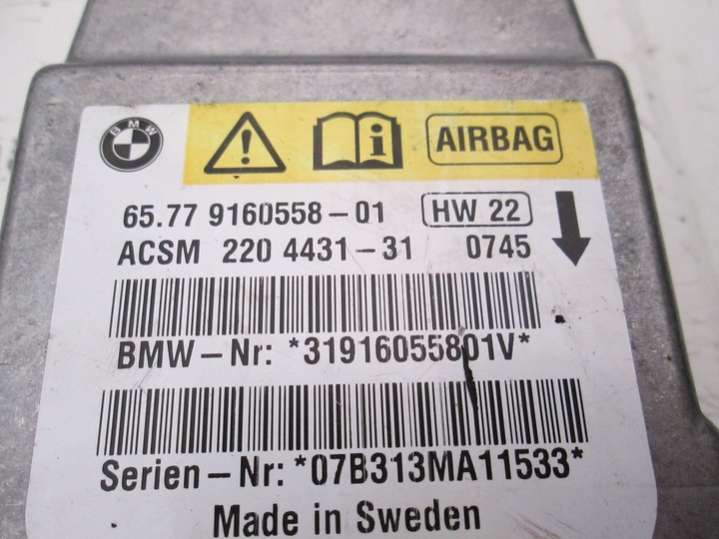 BMW
AIRBAG
65.77 9160558-01 HW 22
ACSM 220 4431-31 0745
BMW-Nr: *31916055801V*
Serien-Nr: *07B313MA11533*
Made in Sweden